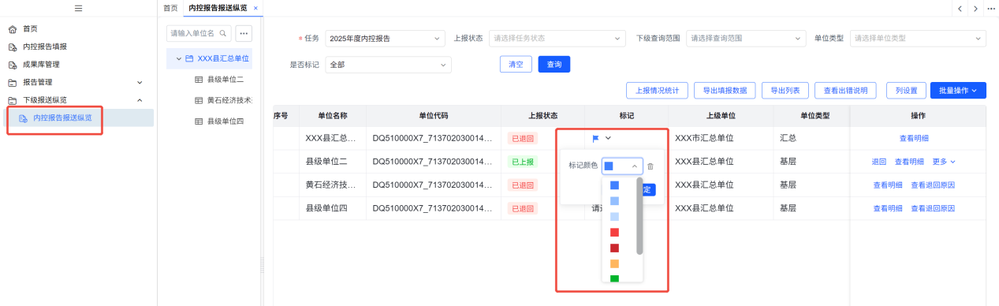 首页 内控报告报送纵览 ×
首页
内控报告填报
成果库管理
报告管理
下级报送纵览
内控报告报送纵览
请输入单位名
XXX县汇总单位
县级单位二
黄石经济技术
县级单位四
* 任务 2025年度内控报告 上报状态 请选择任务状态 下级查询范围 请选择查询范围 单位类型 请选择单位类型
是否标记 全部 清空 查询
上报情况统计 导出填报数据 导出列表 查看出错说明 列设置 批量操作
序号 单位名称 单位代码 上报状态 标记 上级单位 单位类型 操作
XXX县汇总... DQ510000X7_713702030014... 已退回 XXX市汇总单位 汇总 查看明细
县级单位二 DQ510000X7_713702030014... 已上报 XXX县汇总单位 基层 退回 查看明细 更多
标记颜色
黄石经济技... DQ510000X7_713702030014... 已退回 定 XXX县汇总单位 基层 查看明细 查看退回原因
县级单位四 DQ510000X7_713702030014... 已退回 请 XXX县汇总单位 基层 查看明细 查看退回原因